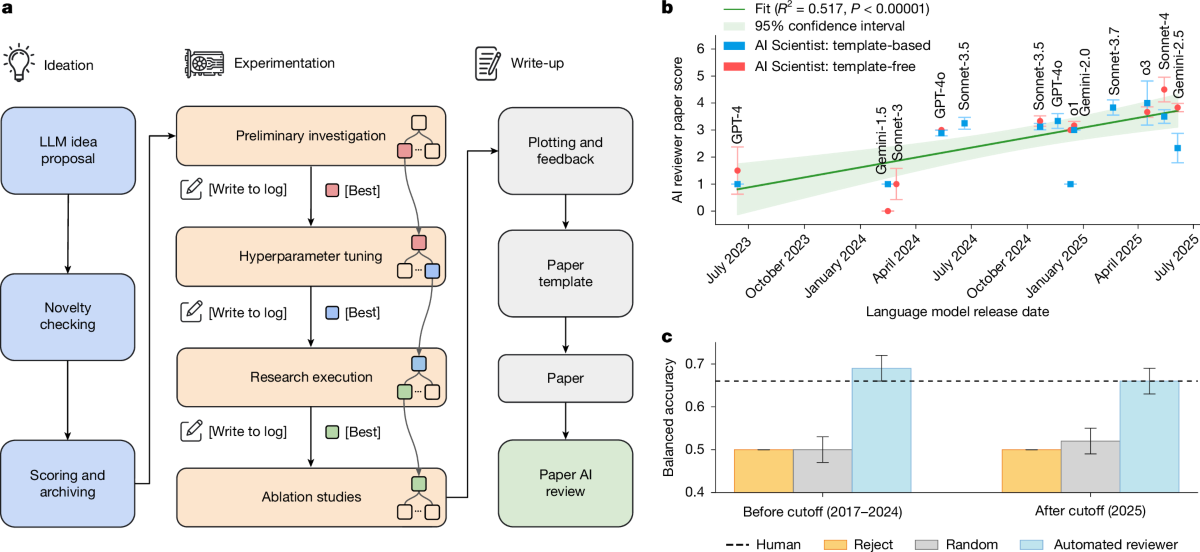 a
Ideation
Experimentation
Write-up
LLM idea
proposal
Novelty
checking
Scoring and
archiving
Preliminary investigation
[Write to log]
[Best]
Hyperparameter tuning
[Write to log]
[Best]
Research execution
[Write to log]
[Best]
Ablation studies
Plotting and
feedback
Paper
template
Paper
Paper AI
review
b
Fit (R² = 0.517, P < 0.00001)
95% confidence interval
AI Scientist: template-based
AI Scientist: template-free
AI reviewer paper score
6
5
4
3
2
1
0
GPT-4
Gemini-1.5
Sonnet-3
GPT-4o
Sonnet-3.5
Sonnet-3.5
GPT-4o
o1
Gemini-2.0
Sonnet-3.7
o3
Sonnet-4
Gemini-2.5
July 2023
October 2023
January 2024
April 2024
July 2024
October 2024
January 2025
April 2025
July 2025
Language model release date
c
Balanced accuracy
0.7
0.6
0.5
0.4
Before cutoff (2017–2024)
After cutoff (2025)
Human
Reject
Random
Automated reviewer